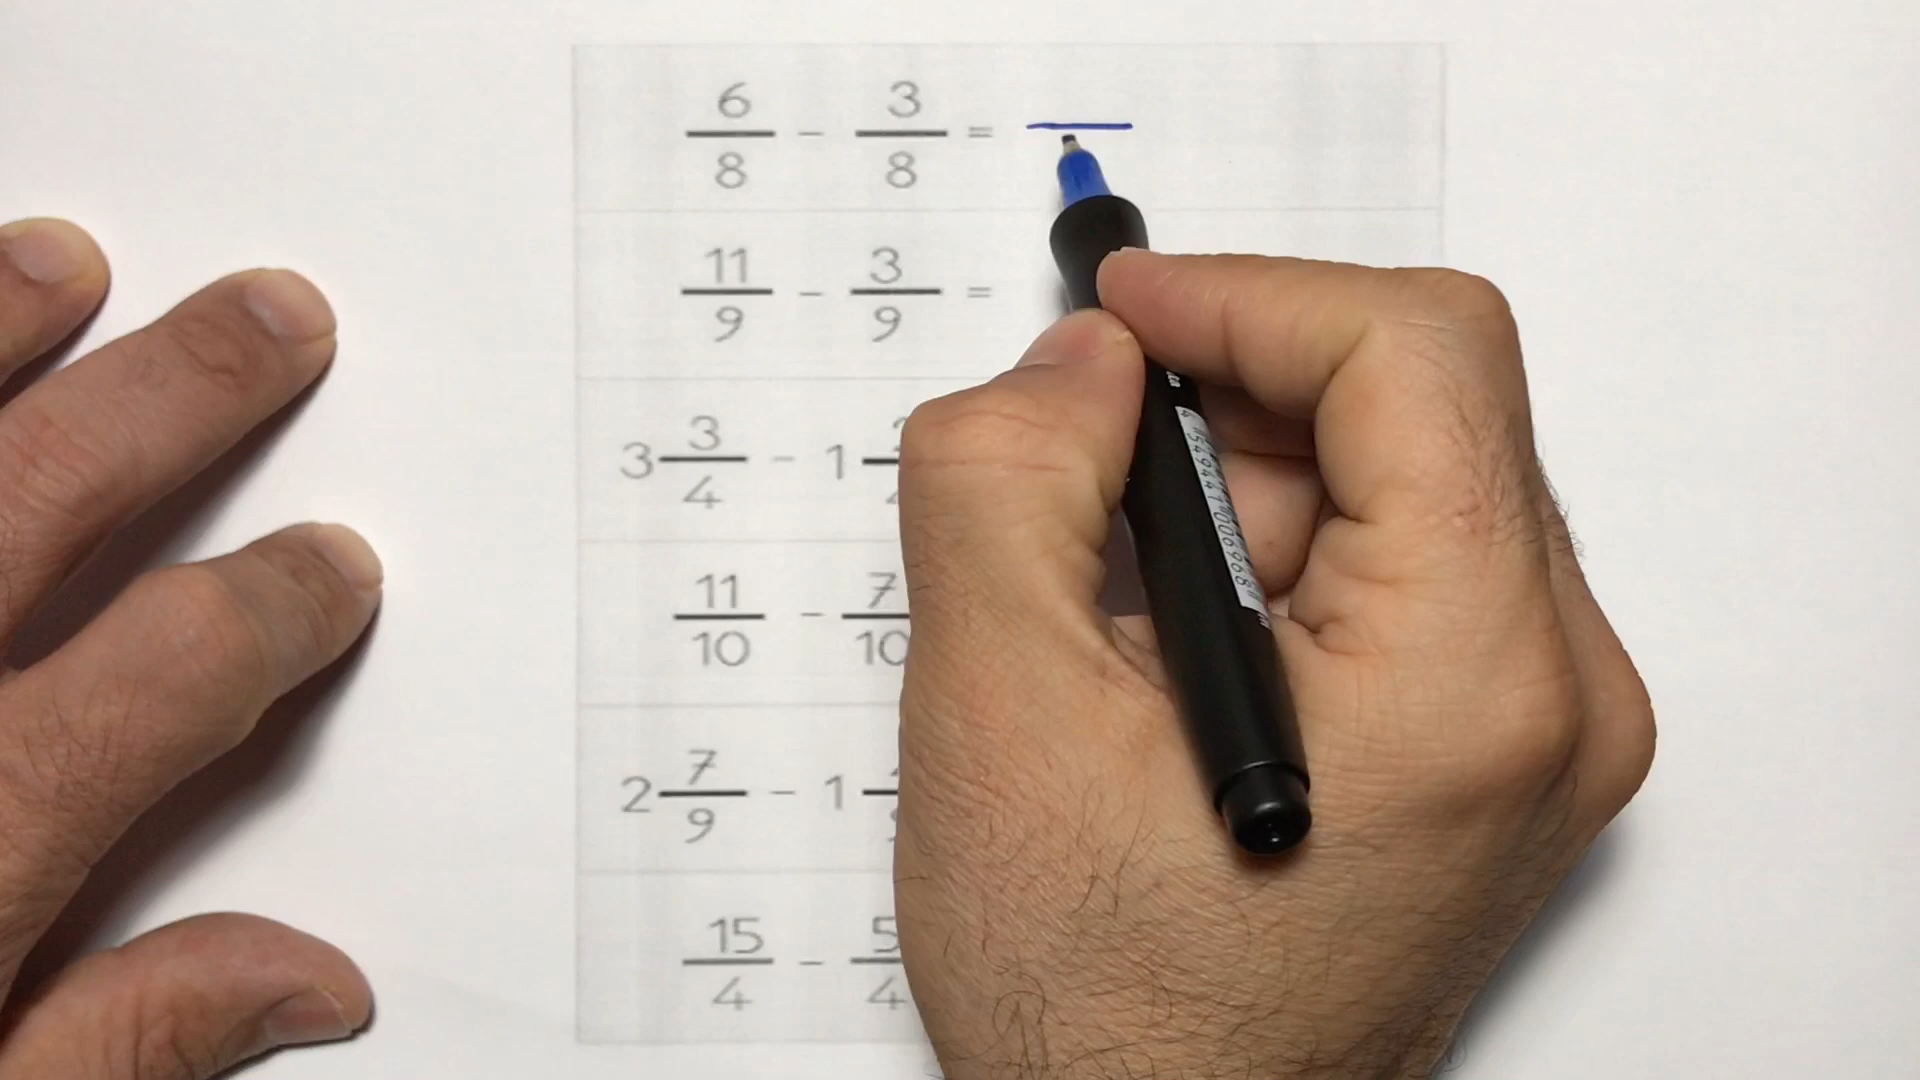 6/8 - 3/8 =
11/9 - 3/9 =
3 3/4 - 1
11/10 - 7/10
2 7/9 - 1
15/4 - 5/4